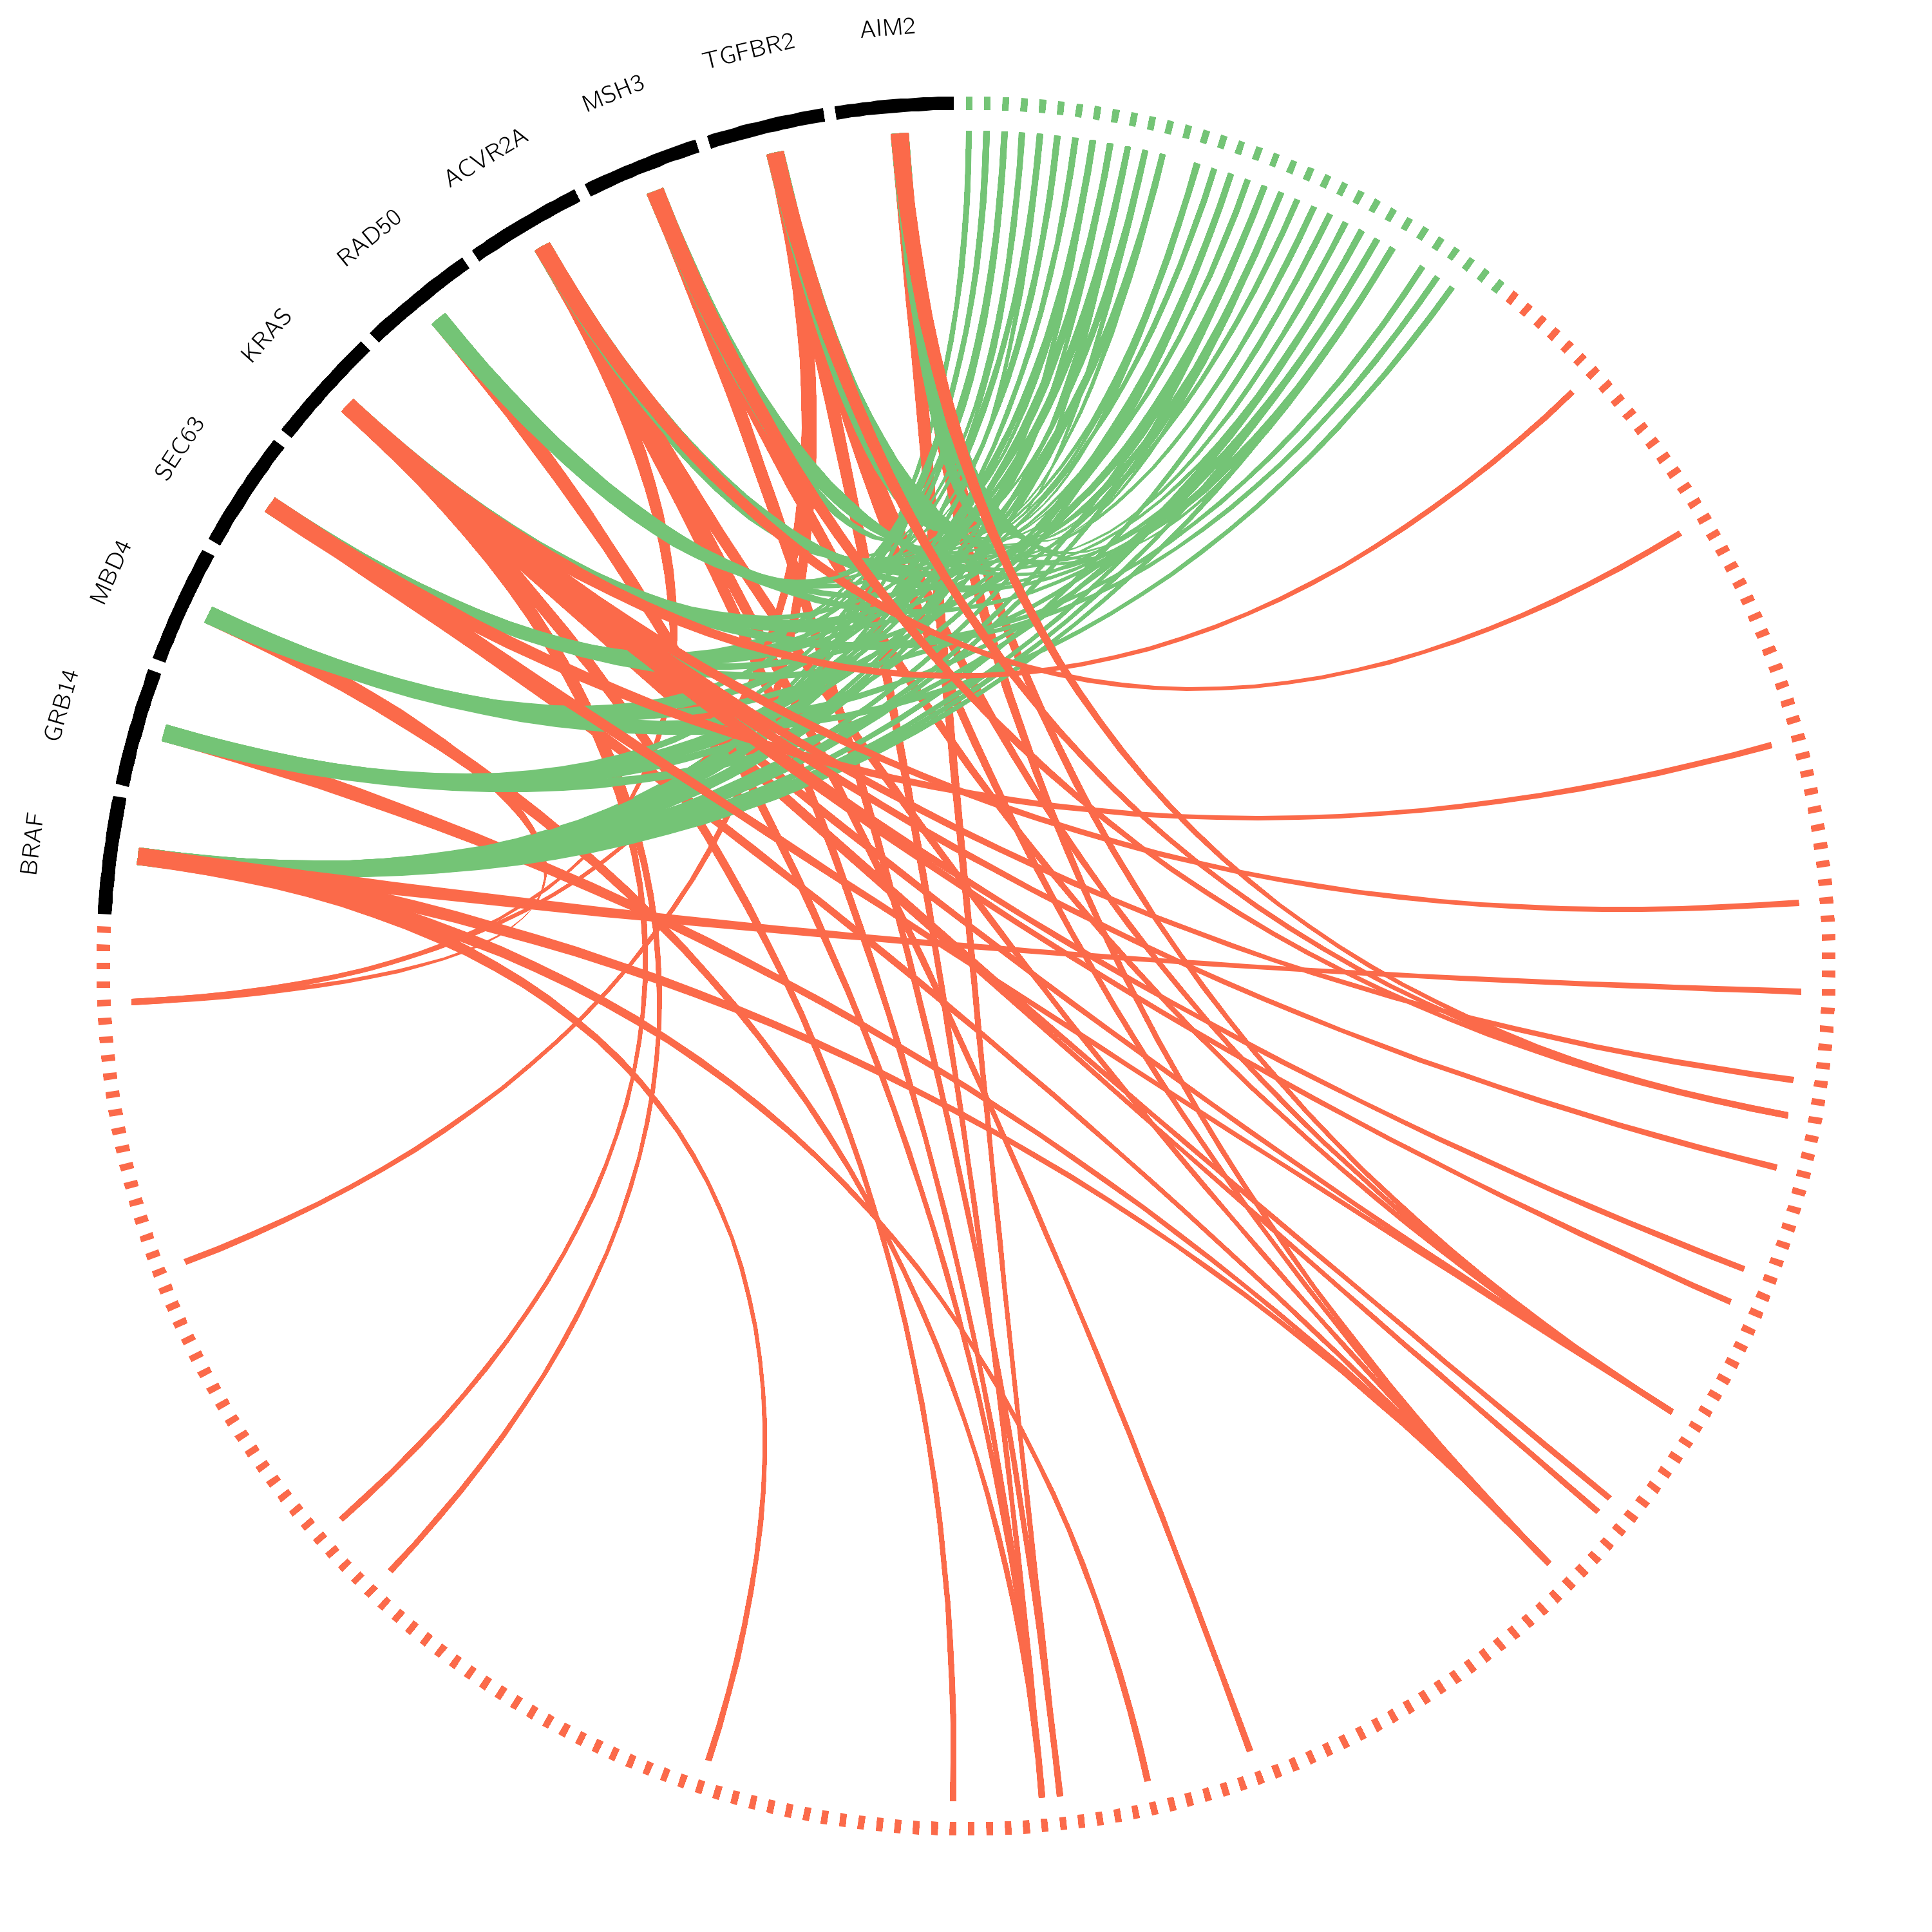 AIM2
TGFBR2
MSH3
ACVR2A
RAD50
KRAS
SEC63
MBD4
GRB14
BRAF